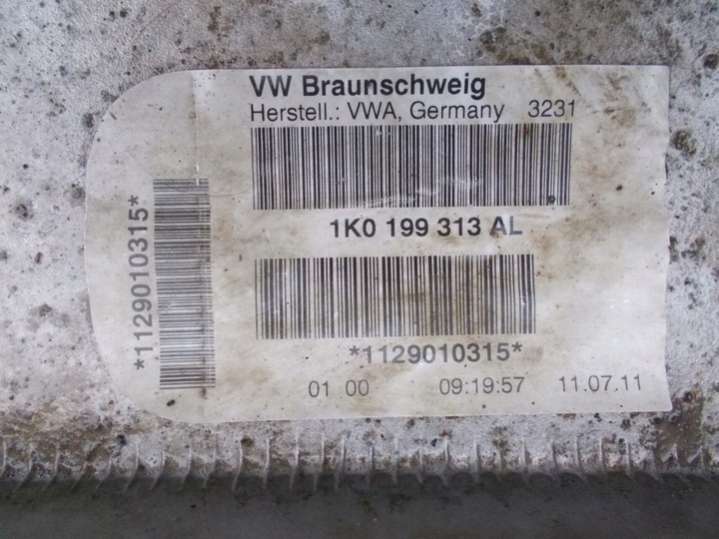 VW Braunschweig
Herstell.: VWA, Germany 3231
1K0 199 313 AL
*1129010315*
*1129010315*
01 00 09:19:57 11.07.11